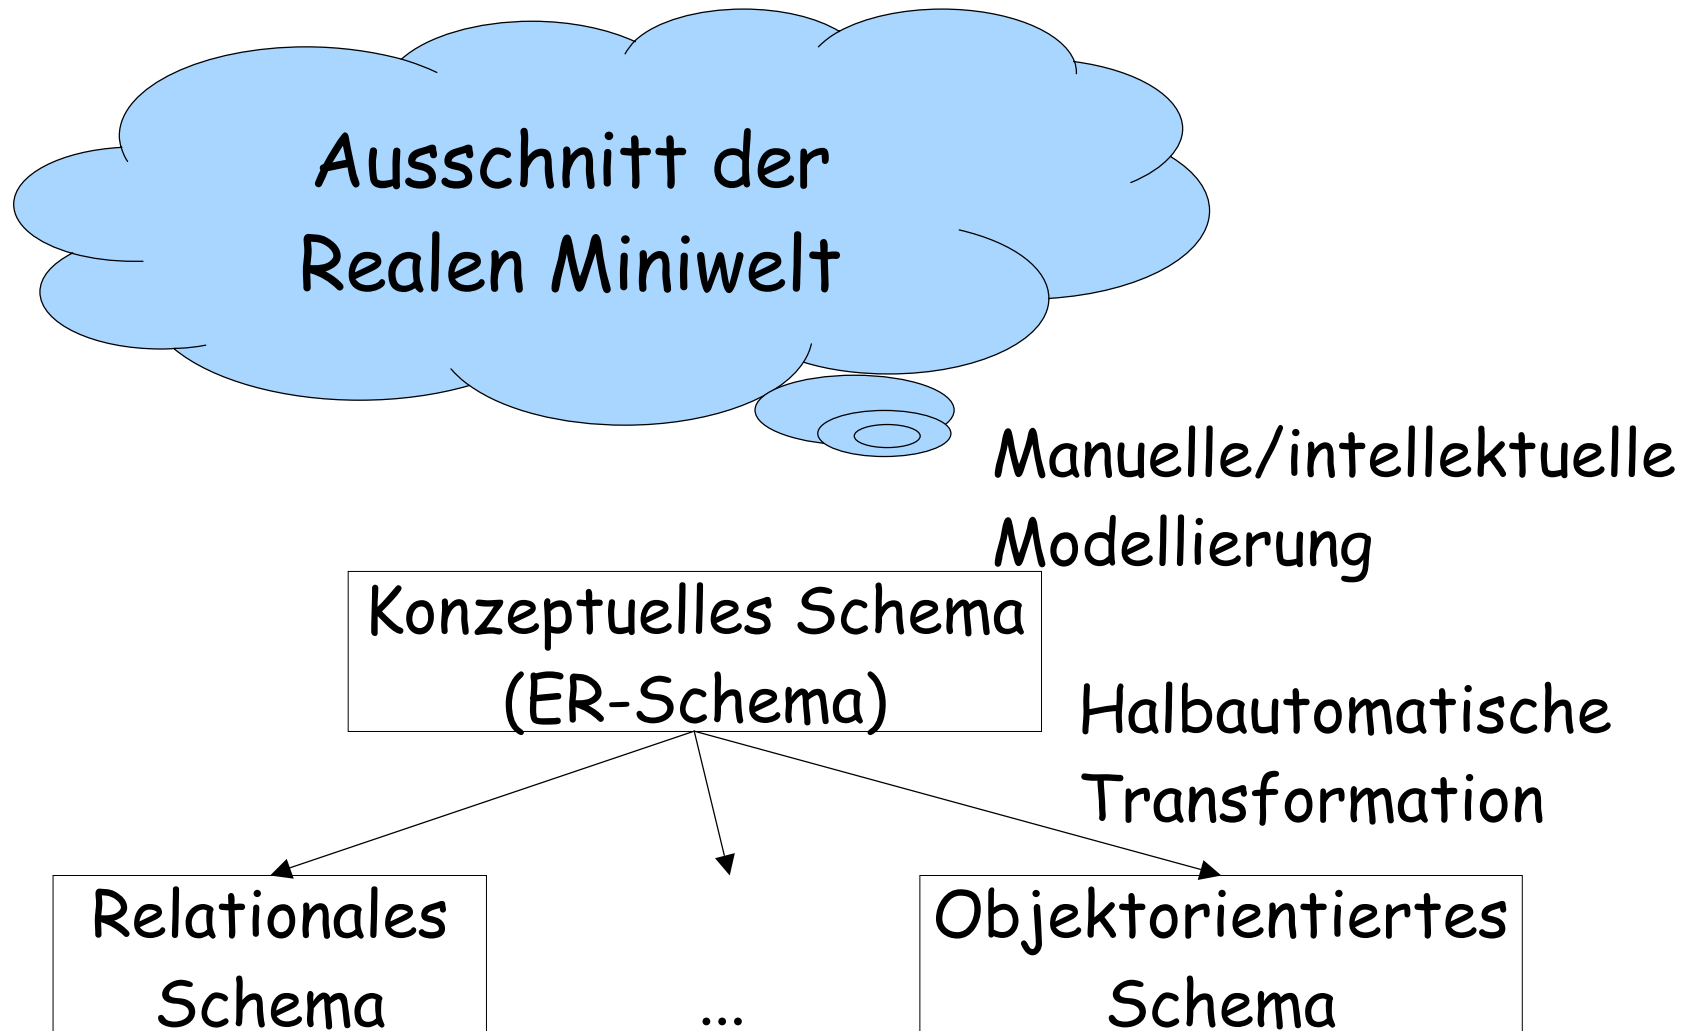 Ausschnitt der
Realen Miniwelt
Manuelle/intellektuelle
Modellierung
Konzeptuelles Schema
(ER-Schema)
Halbautomatische
Transformation
Relationales
Schema
...
Objektorientiertes
Schema